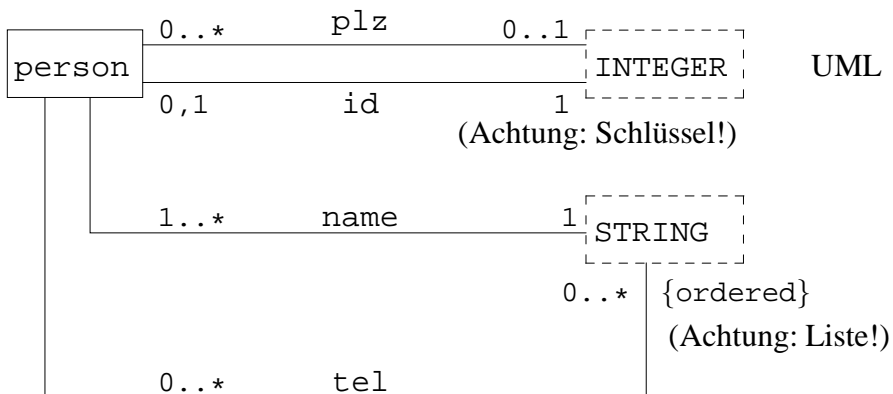 0..* plz 0..1
person INTEGER UML
0,1 id 1
(Achtung: Schlüssel!)
1..* name 1
STRING
0..* {ordered}
(Achtung: Liste!)
0..* tel